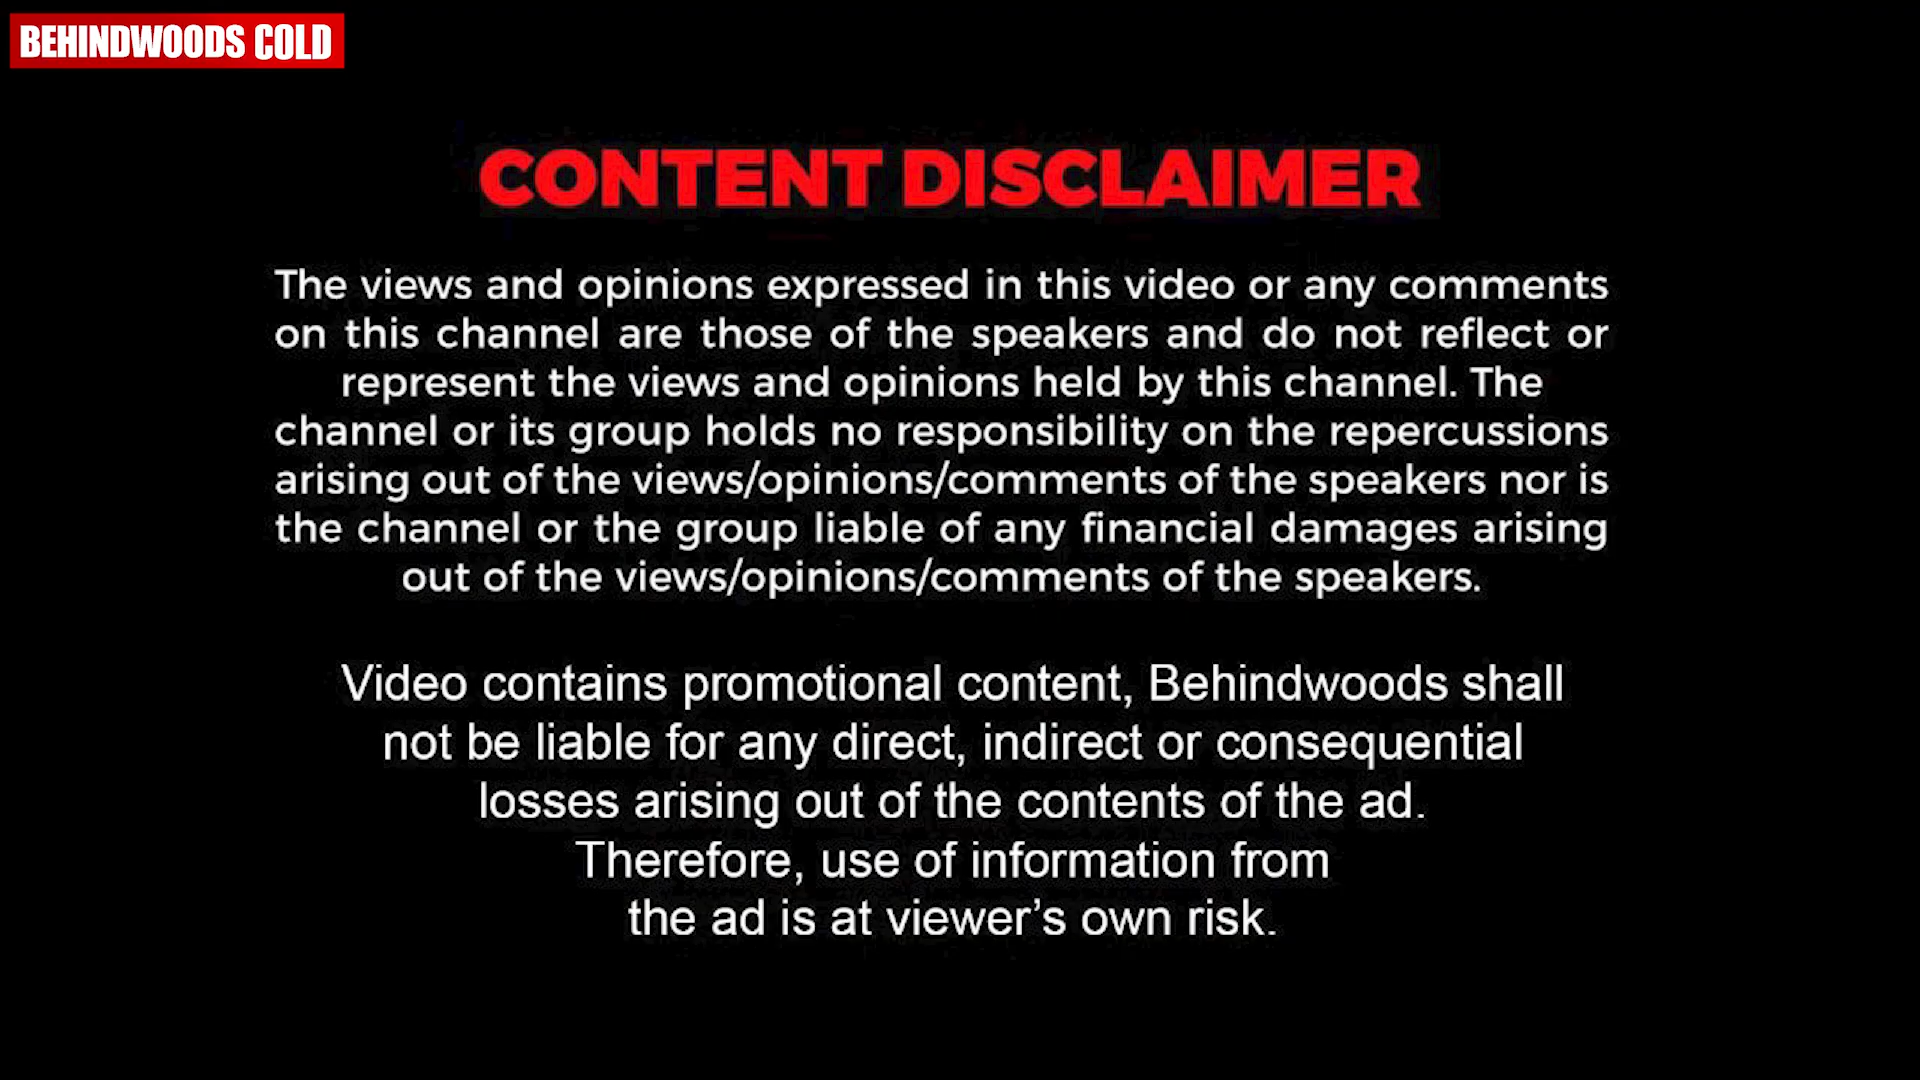 BEHINDWOODS COLD
CONTENT DISCLAIMER
The views and opinions expressed in this video or any comments
on this channel are those of the speakers and do not reflect or
represent the views and opinions held by this channel. The
channel or its group holds no responsibility on the repercussions
arising out of the views/opinions/comments of the speakers nor is
the channel or the group liable of any financial damages arising
out of the views/opinions/comments of the speakers.
Video contains promotional content, Behindwoods shall
not be liable for any direct, indirect or consequential
losses arising out of the contents of the ad.
Therefore, use of information from
the ad is at viewer’s own risk.